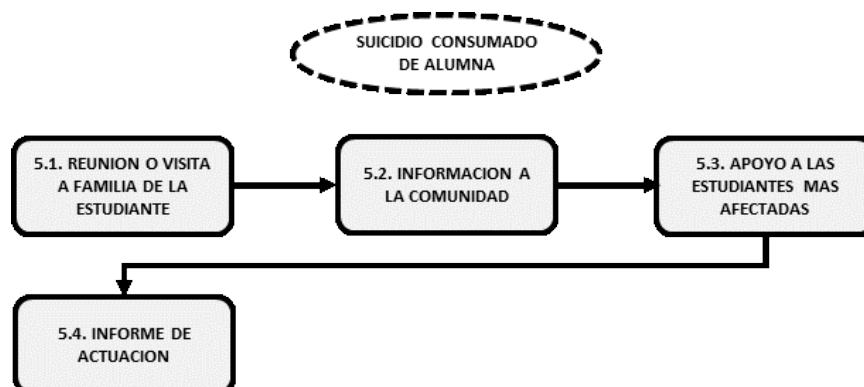 SUICIDIO CONSUMADO
DE ALUMNA
5.1. REUNION O VISITA
A FAMILIA DE LA
ESTUDIANTE
5.2. INFORMACION A
LA COMUNIDAD
5.3. APOYO A LAS
ESTUDIANTES MAS
AFECTADAS
5.4. INFORME DE
ACTUACION